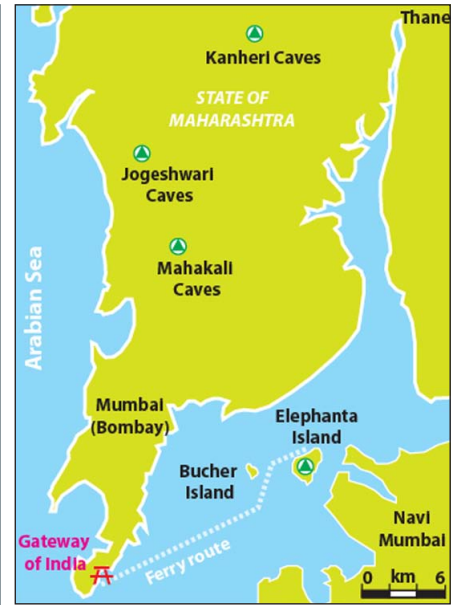 Thane
Kanheri Caves
STATE OF
MAHARASHTRA
Jogeshwari
Caves
Mahakali
Caves
Arabian Sea
Mumbai
(Bombay)
Elephanta
Island
Bucher
Island
Navi
Mumbai
Gateway
of India
Ferry route
0 km 6